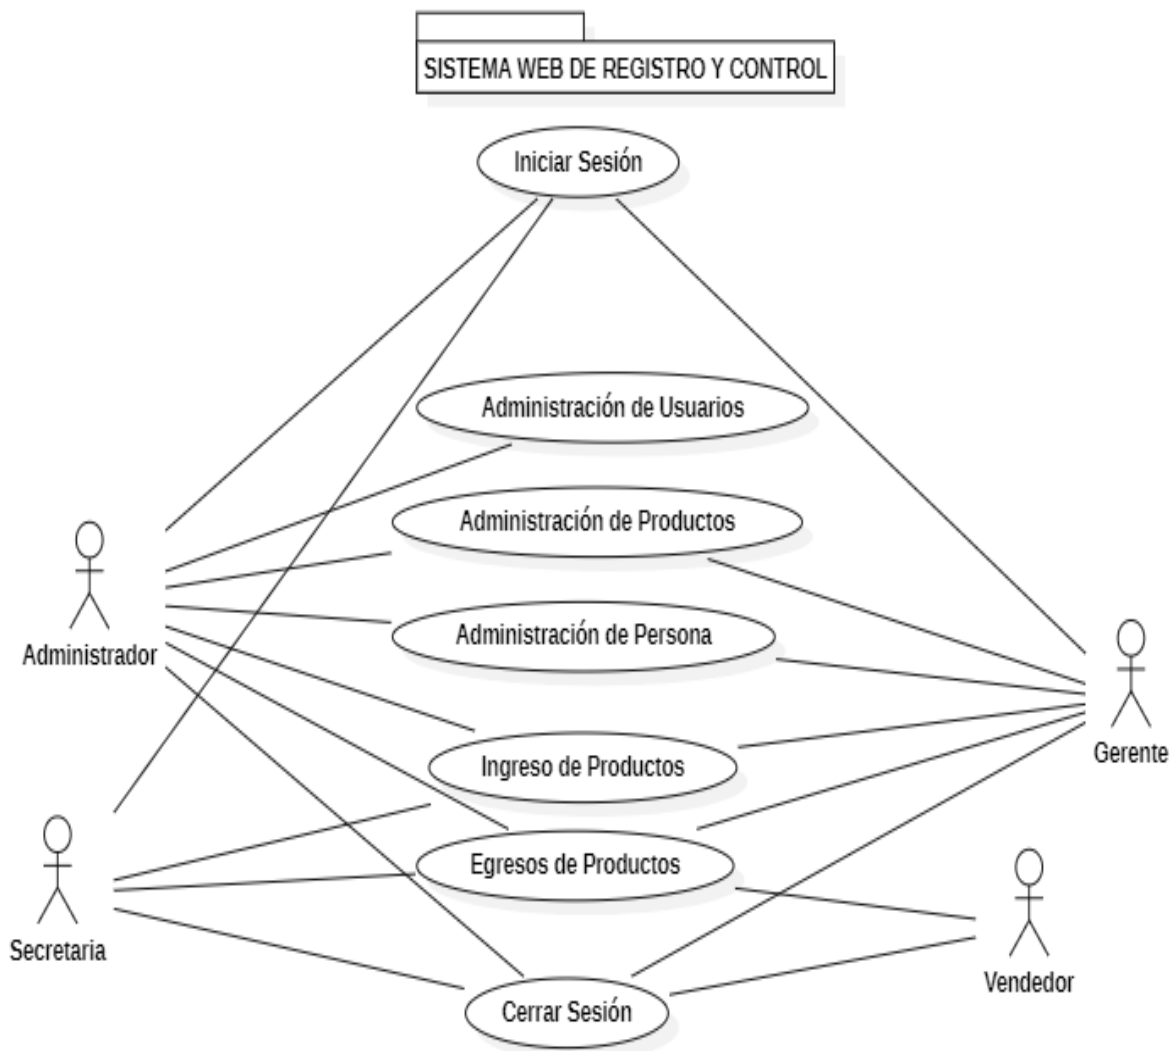 SISTEMA WEB DE REGISTRO Y CONTROL
Iniciar Sesión
Administración de Usuarios
Administración de Productos
Administración de Persona
Administrador
Ingreso de Productos
Gerente
Egresos de Productos
Secretaria
Vendedor
Cerrar Sesión